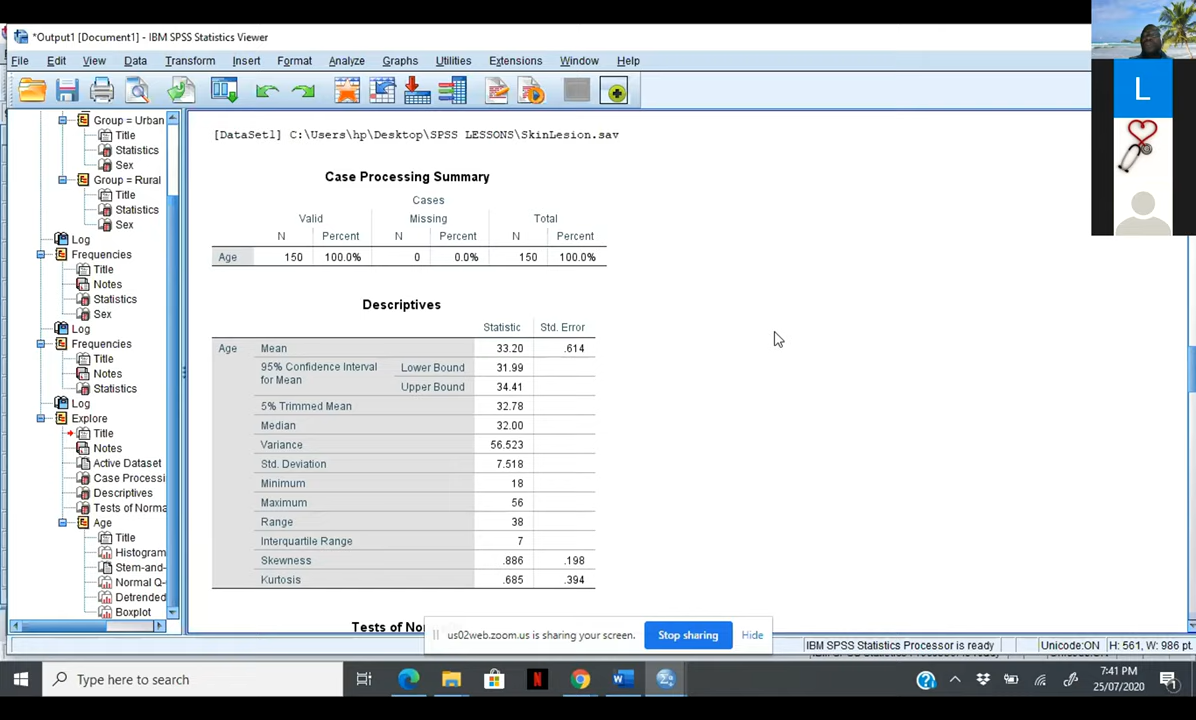 *Output1 [Document1] - IBM SPSS Statistics Viewer
File Edit View Data Transform Insert Format Analyze Graphs Utilities Extensions Window Help
L
Group = Urban
Title
Statistics
Sex
Group = Rural
Title
Statistics
Sex
Log
Frequencies
Title
Notes
Statistics
Sex
Log
Frequencies
Title
Notes
Statistics
Log
Explore
Title
Notes
Active Dataset
Case Processi
Descriptives
Tests of Norma
Age
Title
Histogram
Stem-and-
Normal Q-
Detrended
Boxplot
[DataSet1] C:\Users\hp\Desktop\SPSS LESSONS\SkinLesion.sav
Case Processing Summary
Cases
Valid Missing Total
N Percent N Percent N Percent
Age 150 100.0% 0 0.0% 150 100.0%
Descriptives
Statistic Std. Error
Age Mean 33.20 .614
95% Confidence Interval for Mean Lower Bound 31.99
Upper Bound 34.41
5% Trimmed Mean 32.78
Median 32.00
Variance 56.523
Std. Deviation 7.518
Minimum 18
Maximum 56
Range 38
Interquartile Range 7
Skewness .886 .198
Kurtosis .685 .394
Tests of Nor
us02web.zoom.us is sharing your screen. Stop sharing Hide
IBM SPSS Statistics Processor is ready Unicode:ON H: 561, W: 986 pt.
Type here to search
7:41 PM
25/07/2020
1